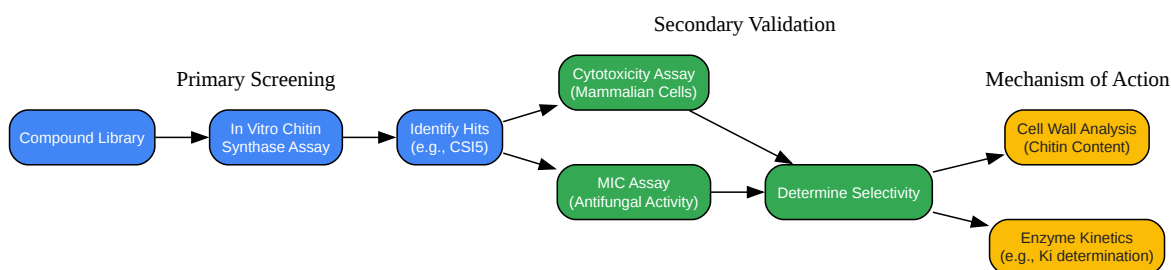 Secondary Validation
Primary Screening
Mechanism of Action
Compound Library
In Vitro Chitin
Synthase Assay
Identify Hits
(e.g., CSI5)
Cytotoxicity Assay
(Mammalian Cells)
MIC Assay
(Antifungal Activity)
Determine Selectivity
Cell Wall Analysis
(Chitin Content)
Enzyme Kinetics
(e.g., Ki determination)